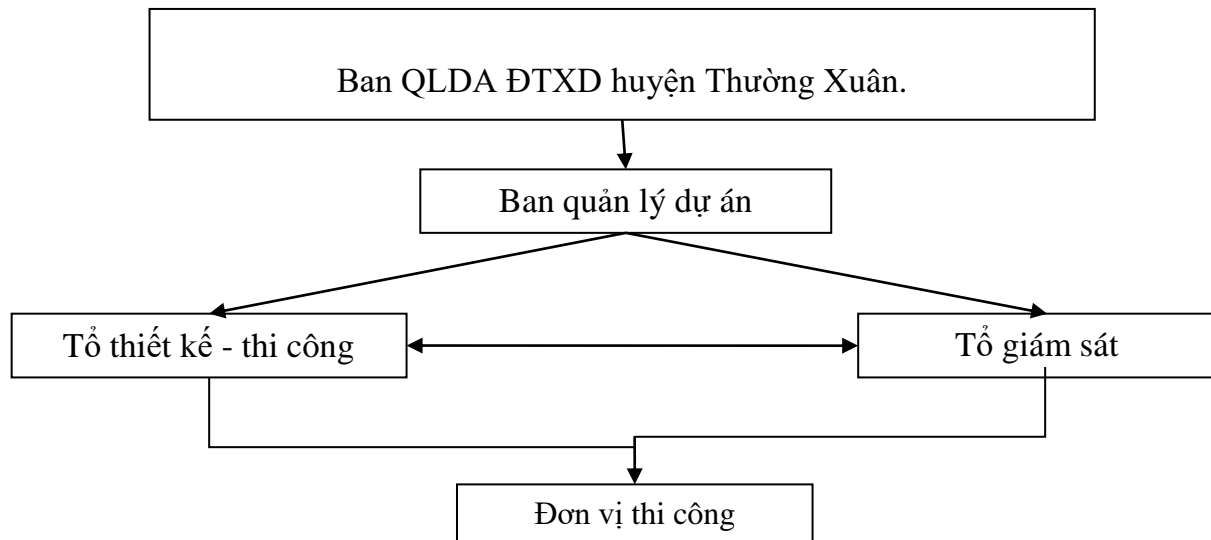 Ban QLDA ĐTXD huyện Thường Xuân.
Ban quản lý dự án
Tổ thiết kế - thi công
Tổ giám sát
Đơn vị thi công